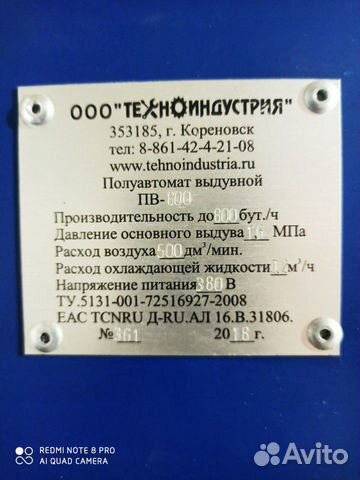 ООО "ТЕХНОИНДУСТРИЯ"
353185, г. Кореновск
тел: 8-861-42-4-21-08
www.tehnoindustria.ru
Полуавтомат выдувной
ПВ-600
Производительность до 600 бут./ч
Давление основного выдува 1,6 МПа
Расход воздуха 500 дм³/мин.
Расход охлаждающей жидкости м³/ч
Напряжение питания 380 В
ТУ.5131-001-72516927-2008
ЕАС TCNRU Д-RU.АЛ 16.В.31806.
№ 361 2018 г.
REDMI NOTE 8 PRO
AI QUAD CAMERA
Avito